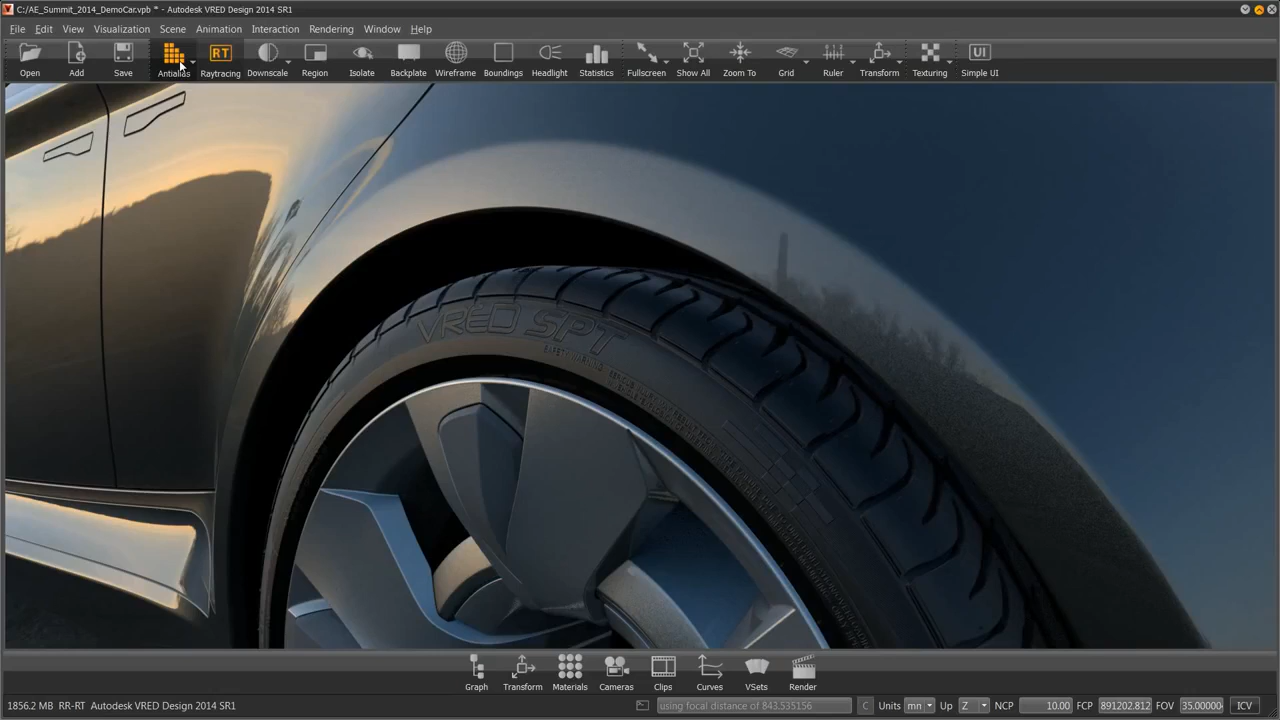 C:/AE_Summit_2014_DemoCar.vpb * - Autodesk VRED Design 2014 SR1
File Edit View Visualization Scene Animation Interaction Rendering Window Help
RT UI
Open Add Save Antialias Raytracing Downscale Region Isolate Backplate Wireframe Boundings Headlight Statistics Fullscreen Show All Zoom To Grid Ruler Transform Texturing Simple UI
VRED SPT
SAFETY WARNING
Graph Transform Materials Cameras Clips Curves VSets Render
1856.2 MB RR-RT Autodesk VRED Design 2014 SR1 using focal distance of 843.535156 C Units mn Up Z NCP 10.00 FCP 891202.812 FOV 35.00000 ICV